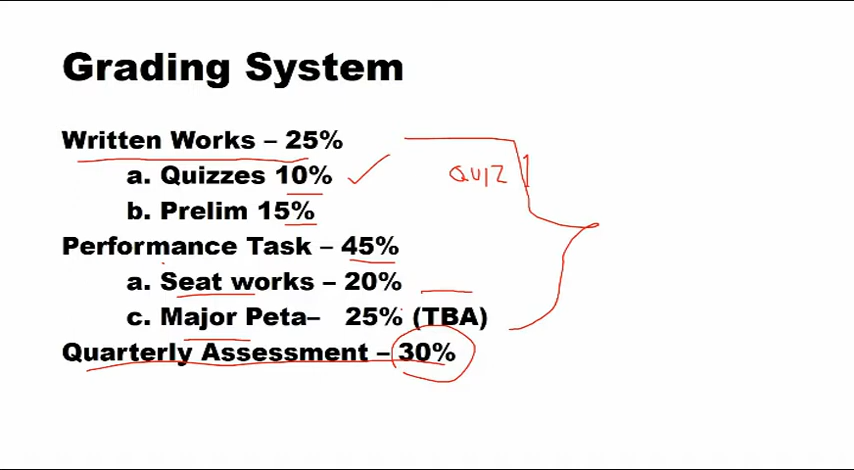 Grading System
Written Works – 25%
a. Quizzes 10%
QUIZ 1
b. Prelim 15%
Performance Task – 45%
a. Seat works – 20%
c. Major Peta– 25% (TBA)
Quarterly Assessment – 30%